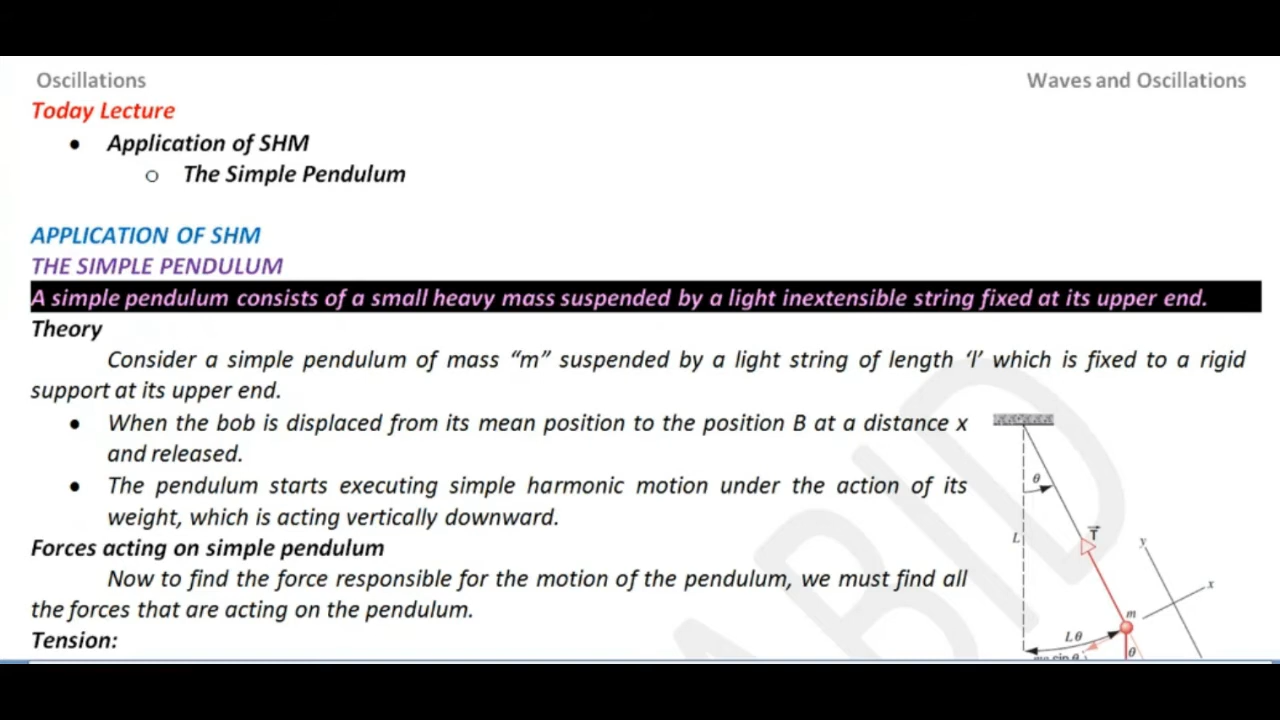 Oscillations Waves and Oscillations
Today Lecture
• Application of SHM
o The Simple Pendulum
APPLICATION OF SHM
THE SIMPLE PENDULUM
A simple pendulum consists of a small heavy mass suspended by a light inextensible string fixed at its upper end.
Theory
Consider a simple pendulum of mass “m” suspended by a light string of length ‘l’ which is fixed to a rigid
support at its upper end.
• When the bob is displaced from its mean position to the position B at a distance x
and released.
• The pendulum starts executing simple harmonic motion under the action of its
weight, which is acting vertically downward.
Forces acting on simple pendulum
Now to find the force responsible for the motion of the pendulum, we must find all
the forces that are acting on the pendulum.
Tension:
θ
T
L
y
x
m
Lθ
θ
ABID